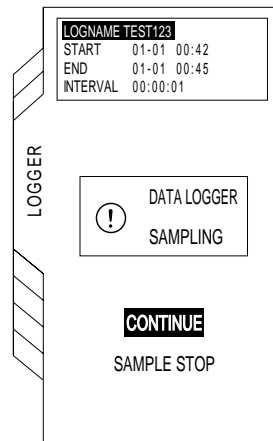 LOGNAME TEST123
START 01-01 00:42
END 01-01 00:45
INTERVAL 00:00:01
LOGGER
! DATA LOGGER
SAMPLING
CONTINUE
SAMPLE STOP